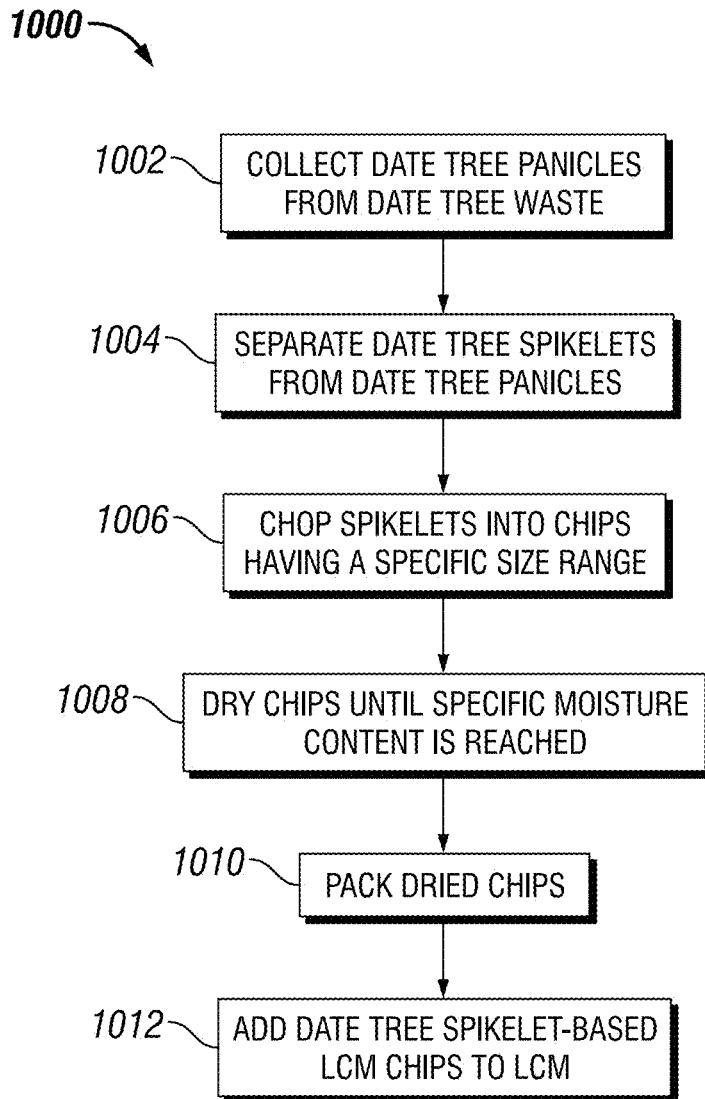 1000
1002
COLLECT DATE TREE PANICLES
FROM DATE TREE WASTE
1004
SEPARATE DATE TREE SPIKELETS
FROM DATE TREE PANICLES
1006
CHOP SPIKELETS INTO CHIPS
HAVING A SPECIFIC SIZE RANGE
1008
DRY CHIPS UNTIL SPECIFIC MOISTURE
CONTENT IS REACHED
1010
PACK DRIED CHIPS
1012
ADD DATE TREE SPIKELET-BASED
LCM CHIPS TO LCM